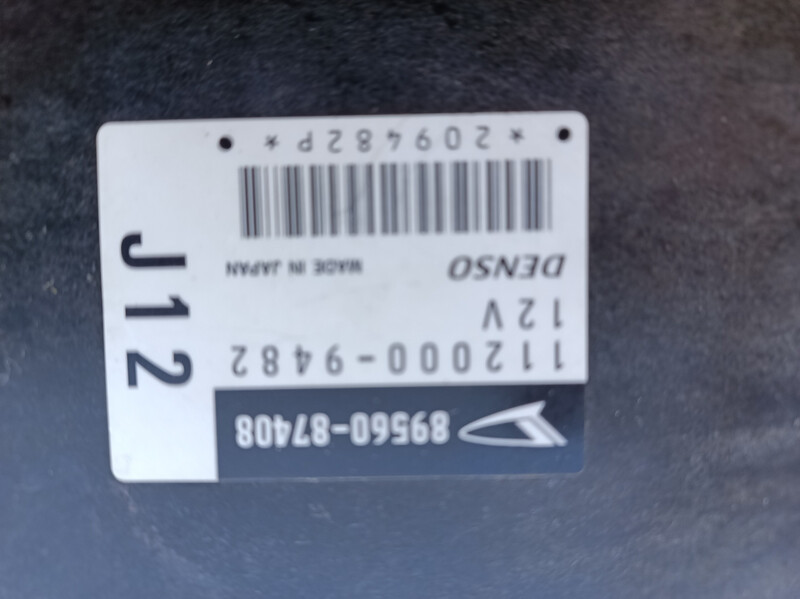 89560-87408
112000-9482
12V
DENSO MADE IN JAPAN
*209482P*
J12